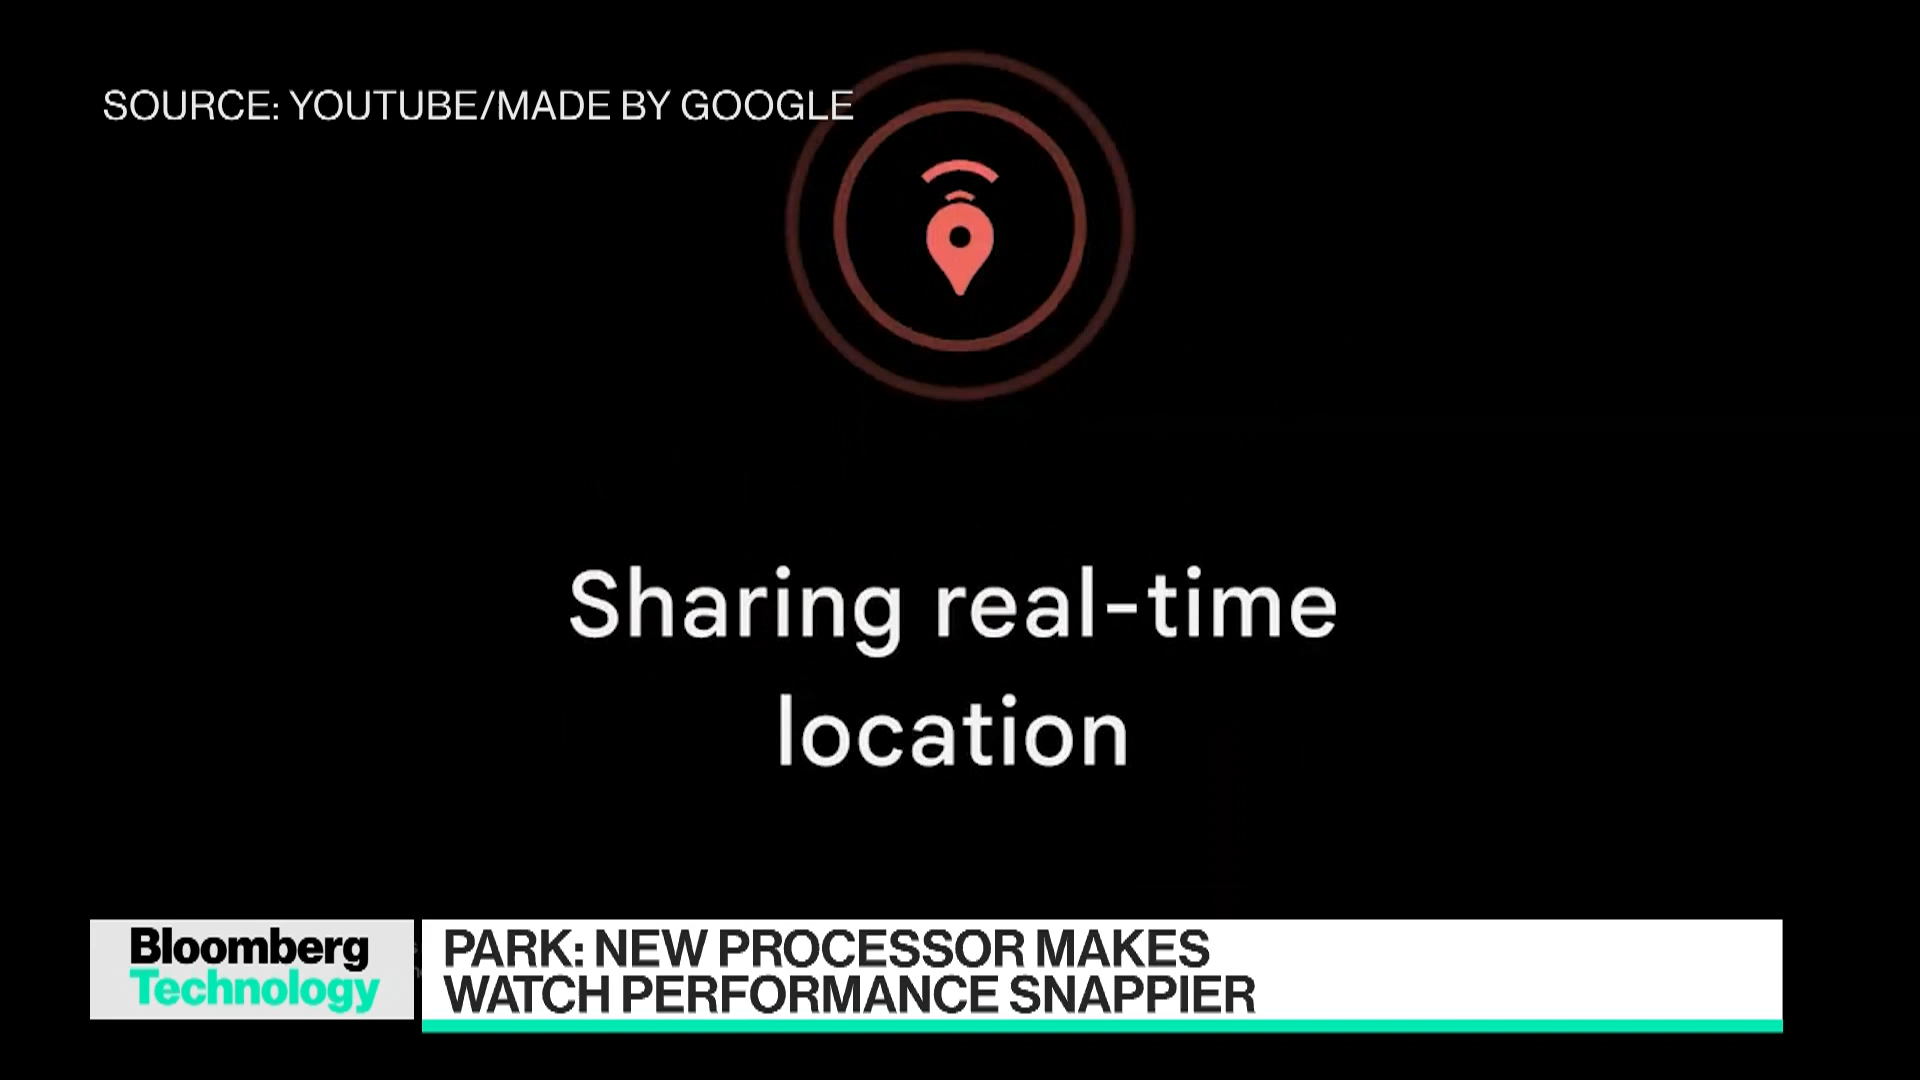 SOURCE: YOUTUBE/MADE BY GOOGLE
Sharing real-time
location
Bloomberg
Technology
PARK: NEW PROCESSOR MAKES
WATCH PERFORMANCE SNAPPIER